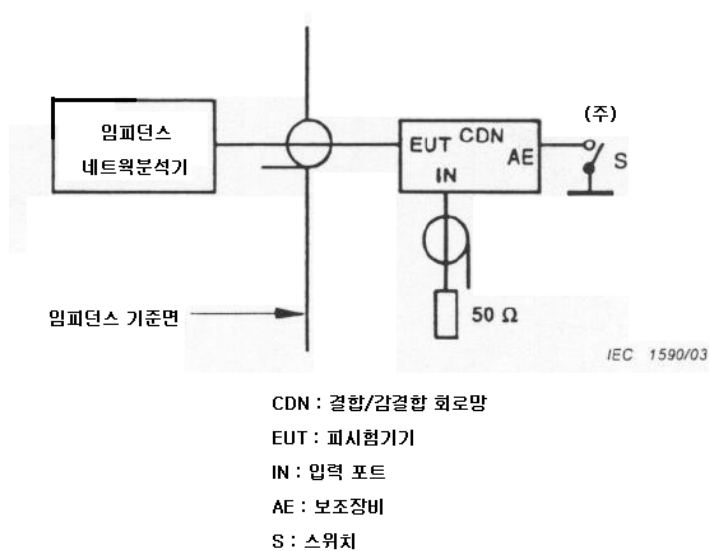 임피던스
네트웍분석기
EUT CDN
AE
IN
(주)
S
50 Ω
임피던스 기준면
IEC 1590/03
CDN : 결합/감결합 회로망
EUT : 피시험기기
IN : 입력 포트
AE : 보조장비
S : 스위치